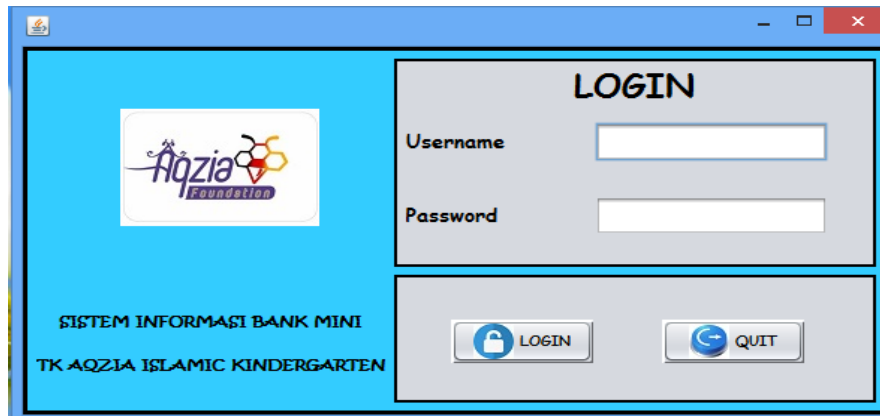 Aqzia
Foundation
SISTEM INFORMASI BANK MINI
TK AQZIA ISLAMIC KINDERGARTEN
LOGIN
Username
Password
LOGIN
QUIT